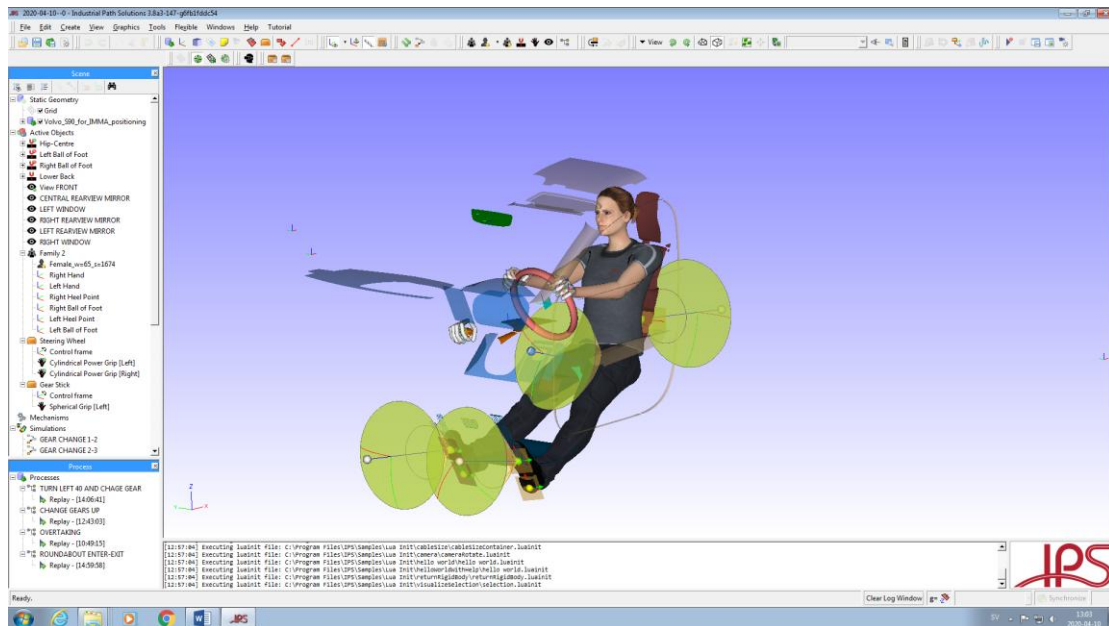 2020-04-10--0 - Industrial Path Solutions 3.8a3-147-g6fb1fddc54
File Edit Create View Graphics Tools Flexible Windows Help Tutorial
View
Scene
Static Geometry
Grid
Volvo_S90_for_IMMA_positioning
Active Objects
Hip-Centre
Left Ball of Foot
Right Ball of Foot
Lower Back
View FRONT
CENTRAL REARVIEW MIRROR
LEFT WINDOW
RIGHT REARVIEW MIRROR
LEFT REARVIEW MIRROR
RIGHT WINDOW
Family 2
Female_w=65_s=1674
Right Hand
Left Hand
Right Heel Point
Right Ball of Foot
Left Heel Point
Left Ball of Foot
Steering Wheel
Control frame
Cylindrical Power Grip [Left]
Cylindrical Power Grip [Right]
Gear Stick
Control frame
Spherical Grip [Left]
Mechanisms
Simulations
GEAR CHANGE 1-2
GEAR CHANGE 2-3
Process
Processes
TURN LEFT 40 AND CHAGE GEAR
Replay - [14:06:41]
CHANGE GEARS UP
Replay - [12:43:03]
OVERTAKING
Replay - [10:49:15]
ROUNDABOUT ENTER-EXIT
Replay - [14:59:58]
Z
Y
X
[12:57:04] Executing luainit file: C:\Program Files\IPS\Samples\Lua Init\cableSize\cableSizeContainer.luainit
[12:57:04] Executing luainit file: C:\Program Files\IPS\Samples\Lua Init\camera\cameraRotate.luainit
[12:57:04] Executing luainit file: C:\Program Files\IPS\Samples\Lua Init\hello world\hello world.luainit
[12:57:04] Executing luainit file: C:\Program Files\IPS\Samples\Lua Init\helloworldwithhelp\hello world.luainit
[12:57:04] Executing luainit file: C:\Program Files\IPS\Samples\Lua Init\returnRigidBody\returnRigidBody.luainit
[12:57:04] Executing luainit file: C:\Program Files\IPS\Samples\Lua Init\visualizeSelection\selection.luainit
IPS
Ready.
Clear Log Window
g=
Synchronize
IPS
SV
13:03
2020-04-10